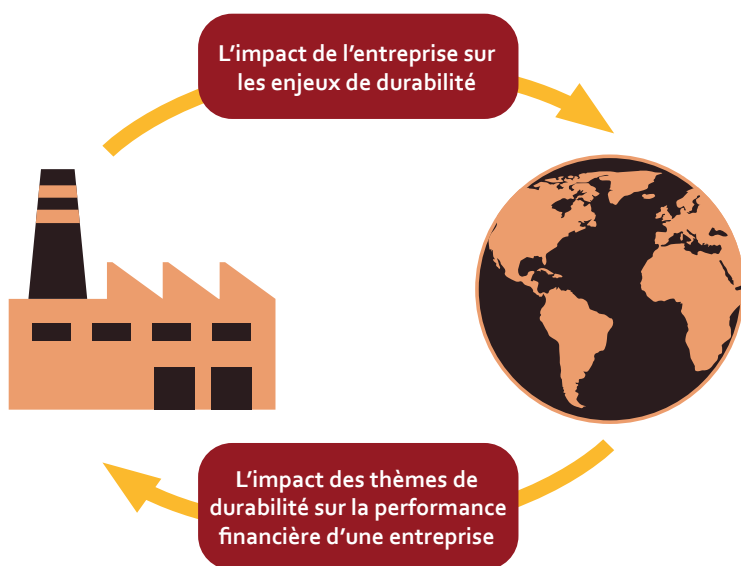 L’impact de l’entreprise sur
les enjeux de durabilité
L’impact des thèmes de
durabilité sur la performance
financière d’une entreprise